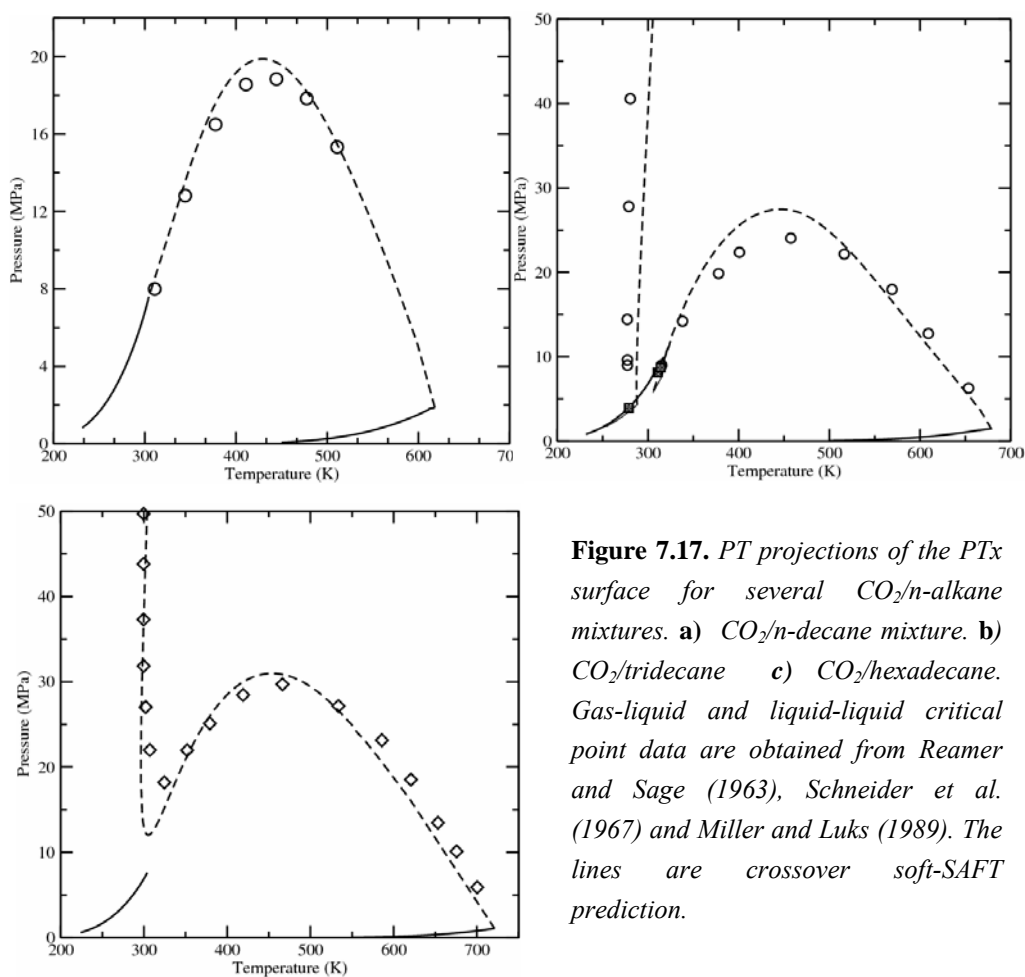 20
16
12
8
4
0
Pressure (MPa)
200
300
400
500
600
70
Temperature (K)
50
40
30
20
10
0
Pressure (MPa)
200
300
400
500
600
700
Temperature (K)
50
40
30
20
10
0
Pressure (MPa)
200
300
400
500
600
700
Temperature (K)
Figure 7.17. PT projections of the PTx
surface for several CO₂/n-alkane
mixtures. a) CO₂/n-decane mixture. b)
CO₂/tridecane c) CO₂/hexadecane.
Gas-liquid and liquid-liquid critical
point data are obtained from Reamer
and Sage (1963), Schneider et al.
(1967) and Miller and Luks (1989). The
lines are crossover soft-SAFT
prediction.